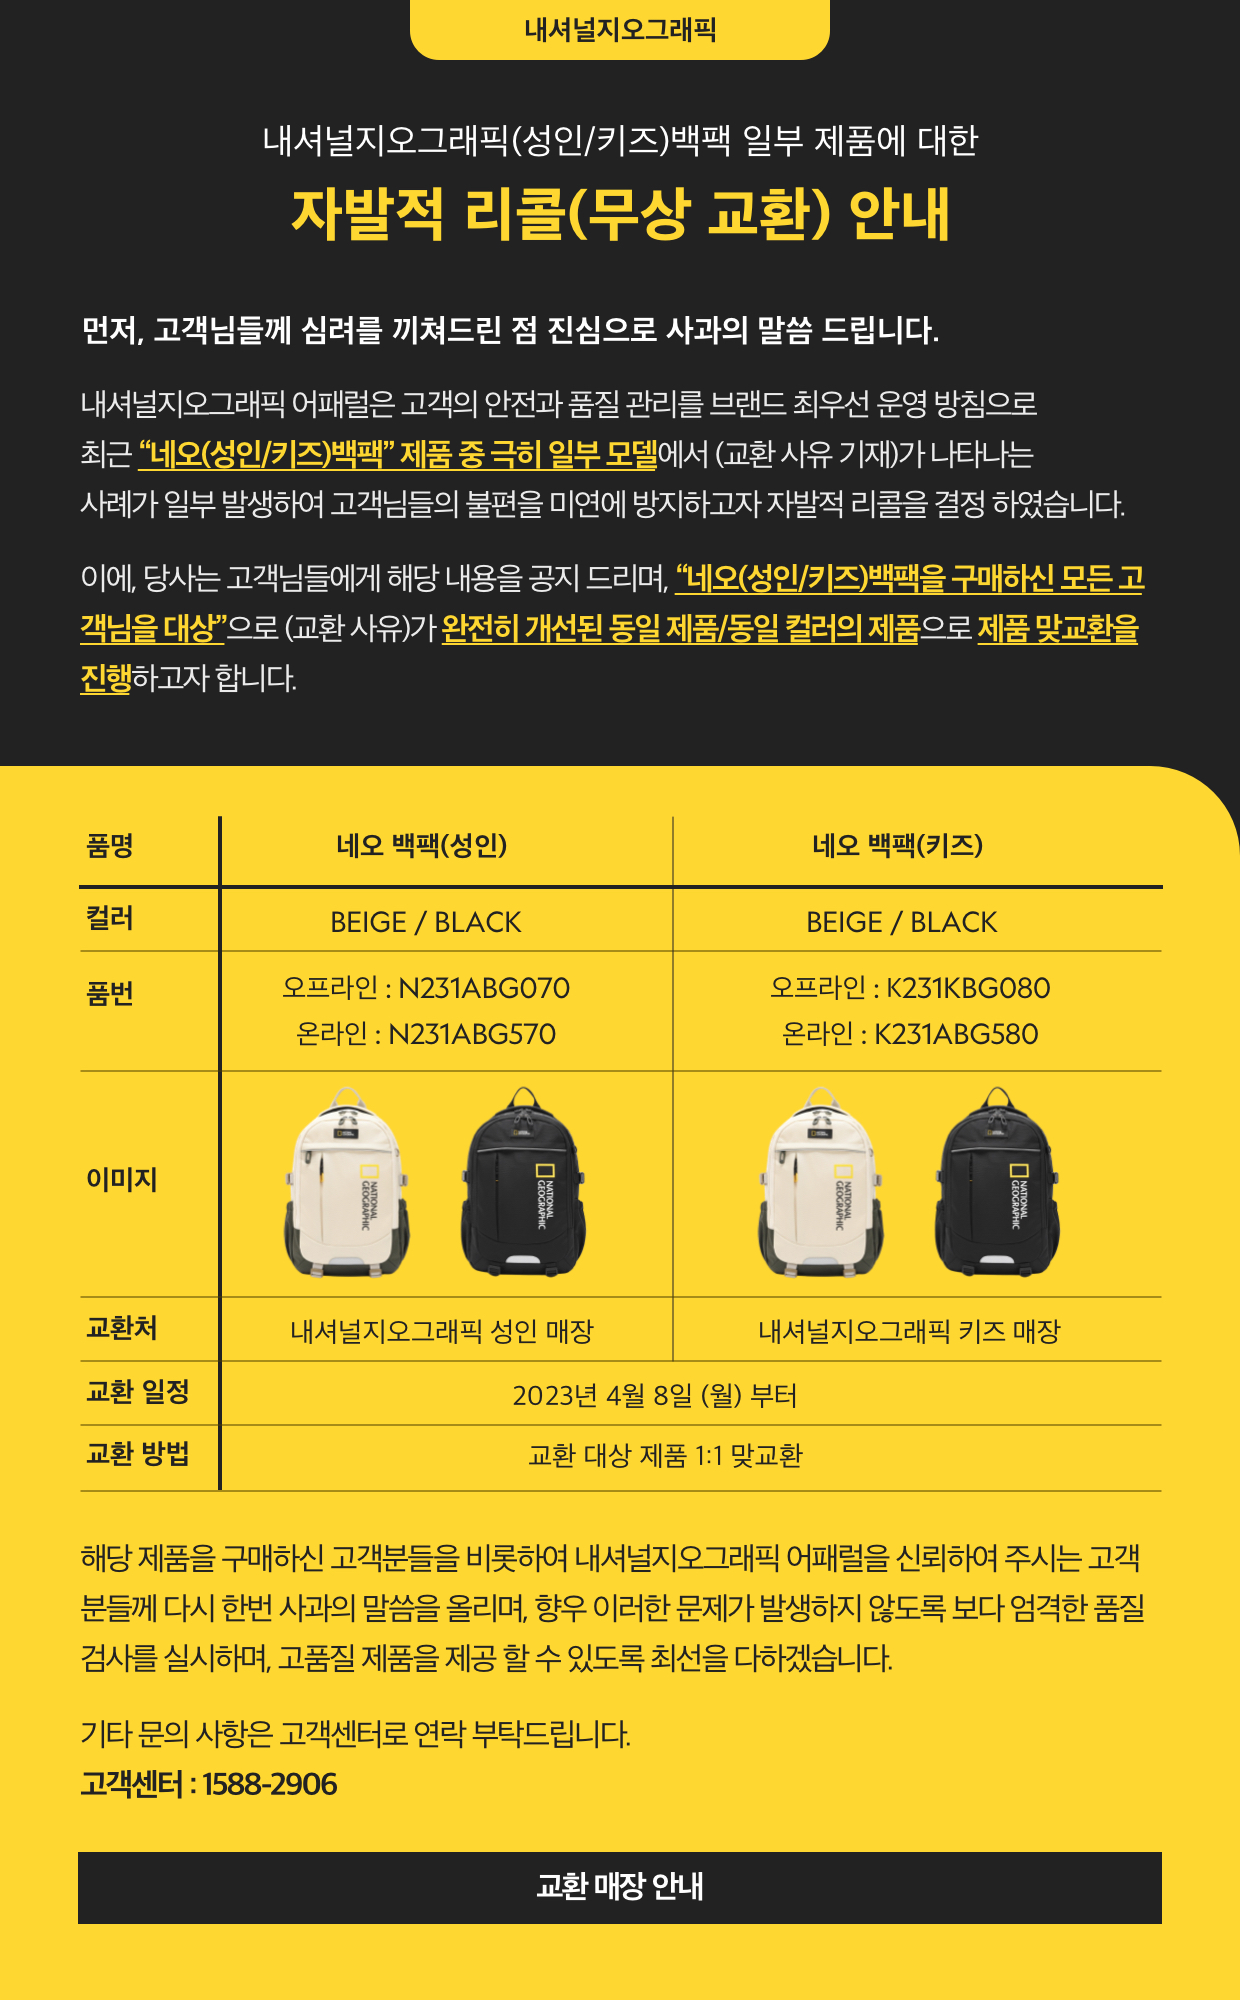 내셔널지오그래픽
내셔널지오그래픽(성인/키즈)백팩 일부 제품에 대한
자발적 리콜(무상 교환) 안내
먼저, 고객님들께 심려를 끼쳐드린 점 진심으로 사과의 말씀 드립니다.
내셔널지오그래픽 어패럴은 고객의 안전과 품질 관리를 브랜드 최우선 운영 방침으로
최근 “네오(성인/키즈)백팩” 제품 중 극히 일부 모델에서 (교환 사유 기재)가 나타나는
사례가 일부 발생하여 고객님들의 불편을 미연에 방지하고자 자발적 리콜을 결정 하였습니다.
이에, 당사는 고객님들에게 해당 내용을 공지 드리며, “네오(성인/키즈)백팩을 구매하신 모든 고
객님을 대상”으로 (교환 사유)가 완전히 개선된 동일 제품/동일 컬러의 제품으로 제품 맞교환을
진행하고자 합니다.
품명 네오 백팩(성인) 네오 백팩(키즈)
컬러 BEIGE / BLACK BEIGE / BLACK
품번 오프라인 : N231ABG070 오프라인 : K231KBG080
온라인 : N231ABG570 온라인 : K231ABG580
이미지
NATIONAL GEOGRAPHIC
NATIONAL GEOGRAPHIC
NATIONAL GEOGRAPHIC
NATIONAL GEOGRAPHIC
교환처 내셔널지오그래픽 성인 매장 내셔널지오그래픽 키즈 매장
교환 일정 2023년 4월 8일 (월) 부터
교환 방법 교환 대상 제품 1:1 맞교환
해당 제품을 구매하신 고객분들을 비롯하여 내셔널지오그래픽 어패럴을 신뢰하여 주시는 고객
분들께 다시 한번 사과의 말씀을 올리며, 향우 이러한 문제가 발생하지 않도록 보다 엄격한 품질
검사를 실시하며, 고품질 제품을 제공 할 수 있도록 최선을 다하겠습니다.
기타 문의 사항은 고객센터로 연락 부탁드립니다.
고객센터 : 1588-2906
교환 매장 안내